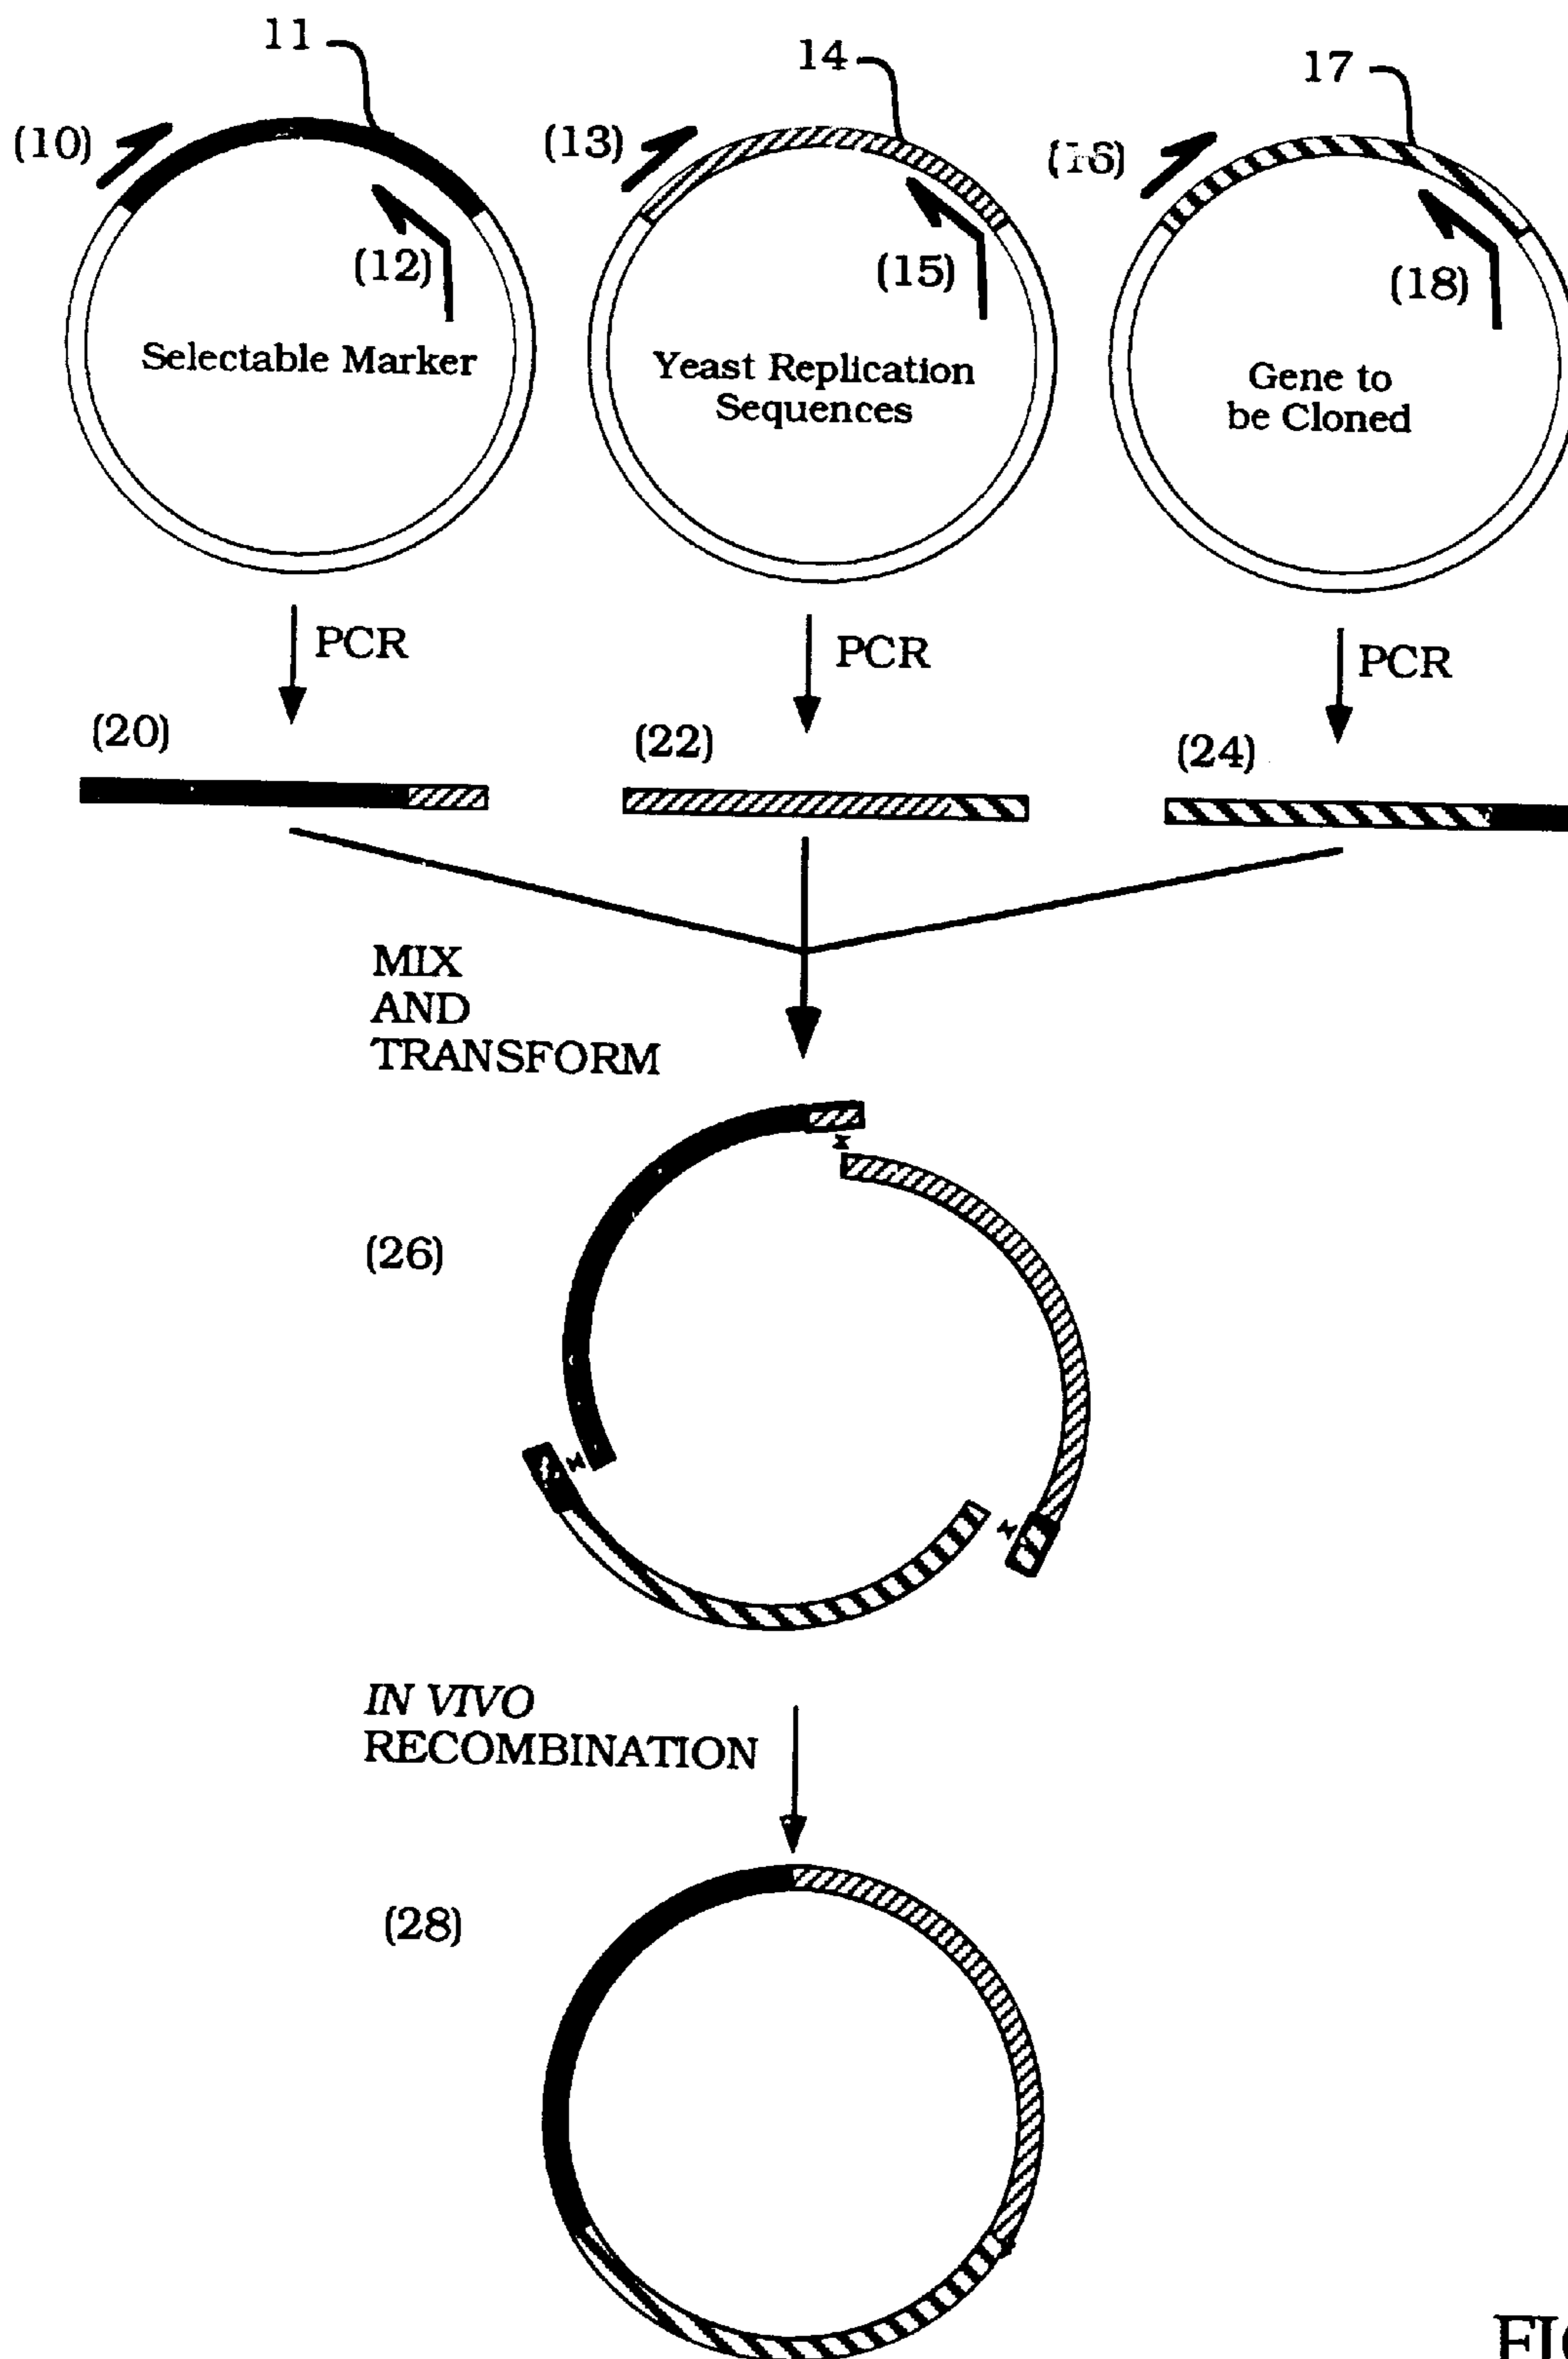 11
14
17
(10)
(13)
(16)
(12)
(15)
(18)
Selectable Marker
Yeast Replication
Sequences
Gene to
be Cloned
PCR
PCR
PCR
(20)
(22)
(24)
MIX
AND
TRANSFORM
x
(26)
x
x
IN VIVO
RECOMBINATION
(28)